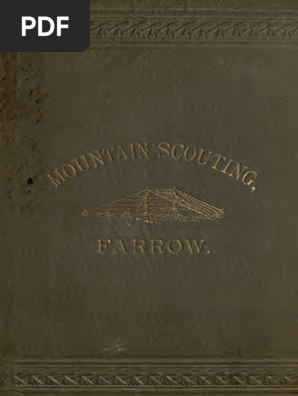 PDF
MOUNTAIN SCOUTING,
FARROW.